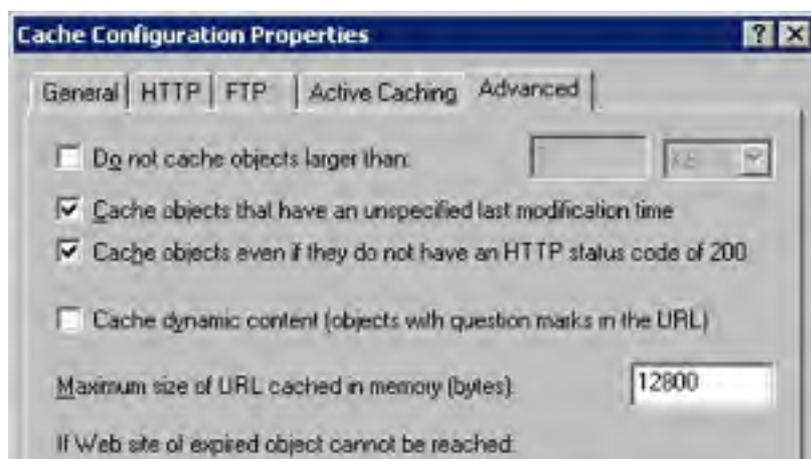 Cache Configuration Properties
General HTTP FTP Active Caching Advanced
Do not cache objects larger than:
KB
Cache objects that have an unspecified last modification time
Cache objects even if they do not have an HTTP status code of 200
Cache dynamic content (objects with question marks in the URL)
Maximum size of URL cached in memory (bytes): 12800
If Web site of expired object cannot be reached: